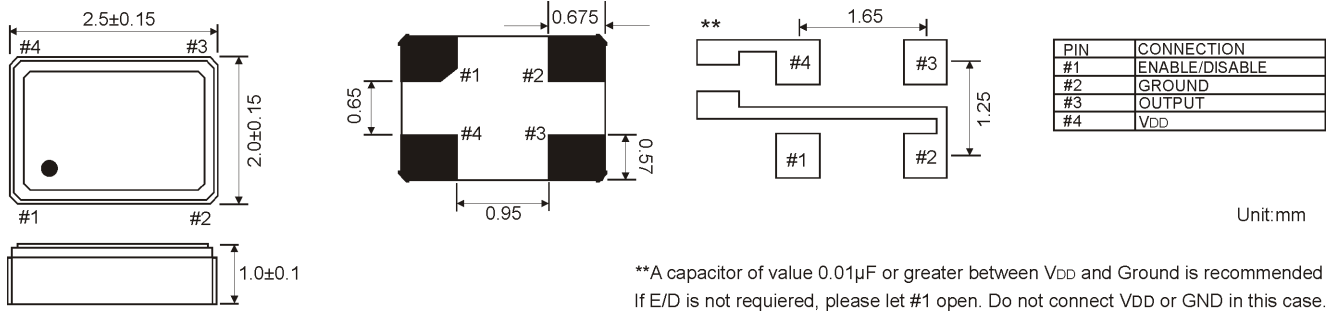 2.5±0.15
#4 #3
2.0±0.15
#1 #2
1.0±0.1
0.675
#1 #2
0.65
#4 #3
0.57
0.95
**
1.65
#4 #3
1.25
#1 #2
PIN CONNECTION
#1 ENABLE/DISABLE
#2 GROUND
#3 OUTPUT
#4 VDD
Unit:mm
**A capacitor of value 0.01µF or greater between VDD and Ground is recommended
If E/D is not requiered, please let #1 open. Do not connect VDD or GND in this case.